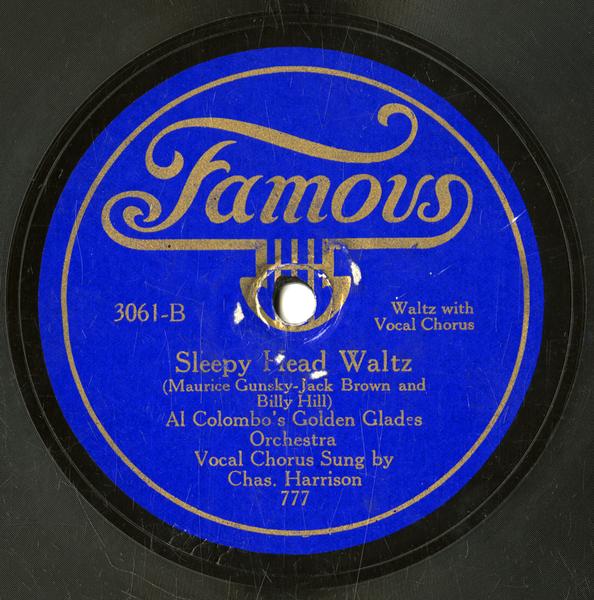 Famous
3061-B
Waltz with
Vocal Chorus
Sleepy Head Waltz
(Maurice Gunsky-Jack Brown and
Billy Hill)
Al Colombo's Golden Glades
Orchestra
Vocal Chorus Sung by
Chas. Harrison
777